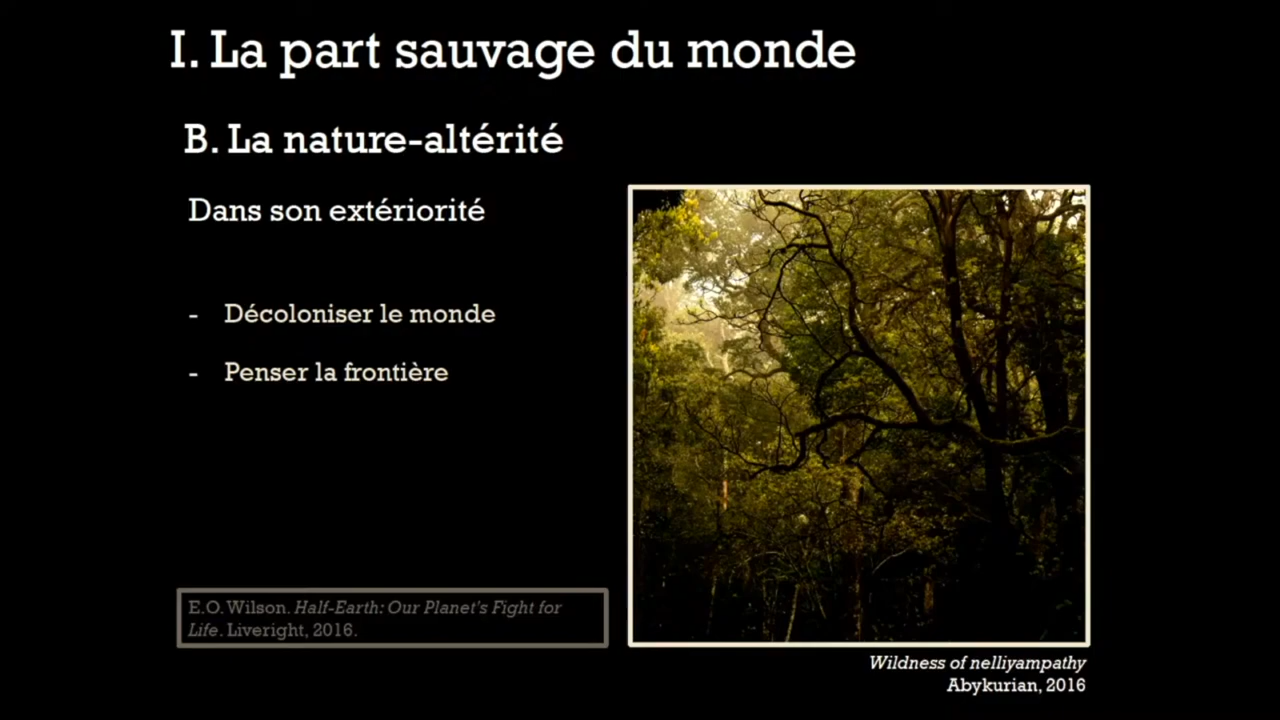 I. La part sauvage du monde
B. La nature-altérité
Dans son extériorité
- Décoloniser le monde
- Penser la frontière
E.O. Wilson. Half-Earth: Our Planet's Fight for
Life. Liveright, 2016.
Wildness of nelliyampathy
Abykurian, 2016